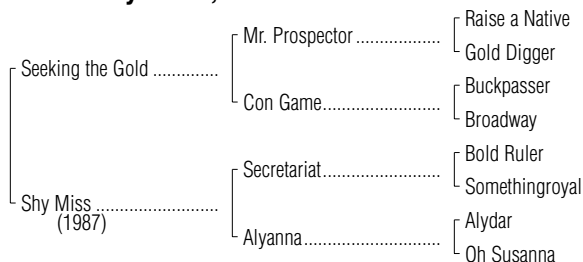 Raise a Native
Mr. Prospector ...................
Gold Digger
Seeking the Gold ..............
Buckpasser
Con Game.........................
Broadway
Bold Ruler
Secretariat.........................
Somethingroyal
Shy Miss ..........................
(1987)
Alydar
Alyanna.............................
Oh Susanna